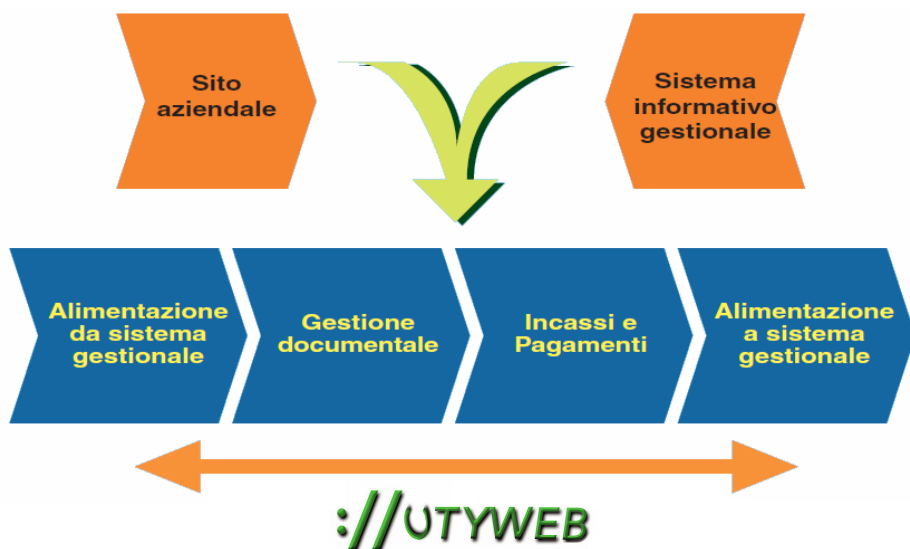 Sito
aziendale
Sistema
informativo
gestionale
Alimentazione
da sistema
gestionale
Gestione
documentale
Incassi e
Pagamenti
Alimentazione
a sistema
gestionale
://UTYWEB